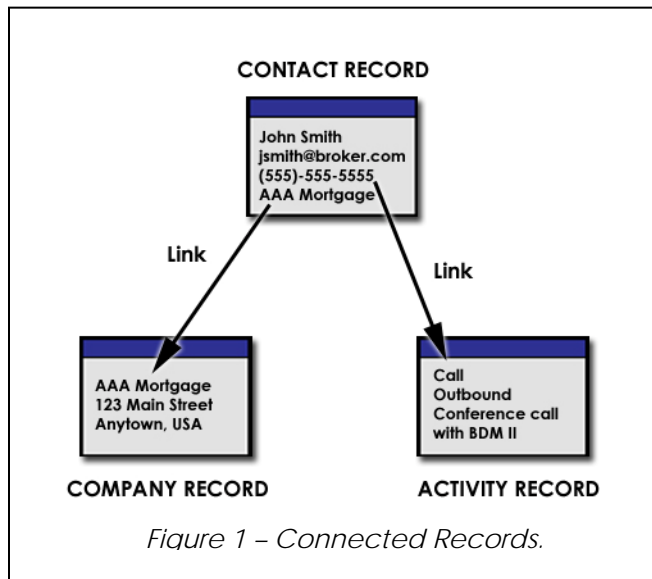 CONTACT RECORD
John Smith
jsmith@broker.com
(555)-555-5555
AAA Mortgage
Link
Link
AAA Mortgage
123 Main Street
Anytown, USA
Call
Outbound
Conference call
with BDM II
COMPANY RECORD
ACTIVITY RECORD
Figure 1 – Connected Records.